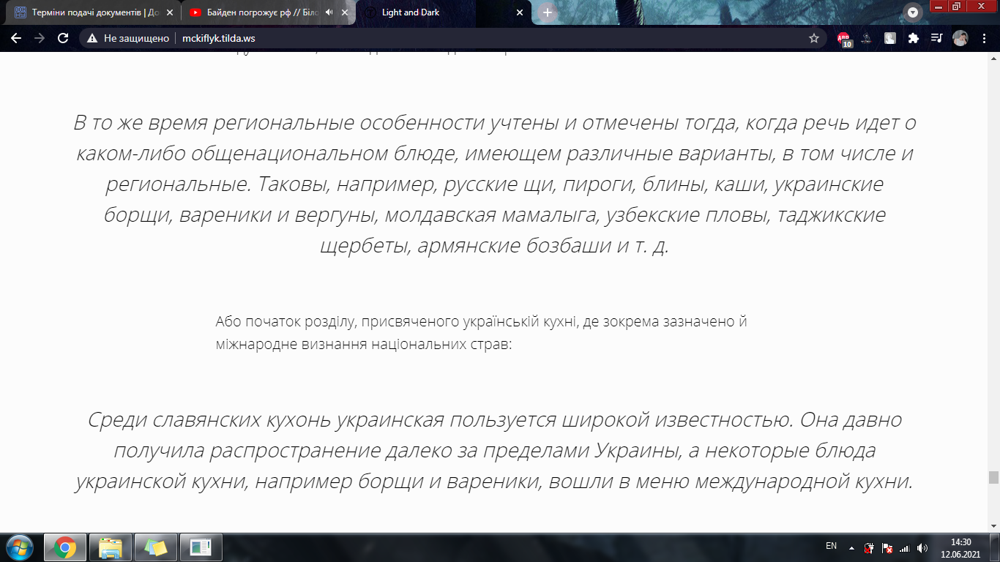 Терміни подачі документів | До
Байден погрожує рф // Біло
Light and Dark
Не защищено
mckiflyk.tilda.ws
10
В то же время региональные особенности учтены и отмечены тогда, когда речь идет о
каком-либо общенациональном блюде, имеющем различные варианты, в том числе и
региональные. Таковы, например, русские щи, пироги, блины, каши, украинские
борщи, вареники и вергуны, молдавская мамалыга, узбекские пловы, таджикские
щербеты, армянские бозбаши и т. д.
Або початок розділу, присвяченого українській кухні, де зокрема зазначено й
міжнародне визнання національних страв:
Среди славянских кухонь украинская пользуется широкой известностью. Она давно
получила распространение далеко за пределами Украины, а некоторые блюда
украинской кухни, например борщи и вареники, вошли в меню международной кухни.
EN
14:30
12.06.2021